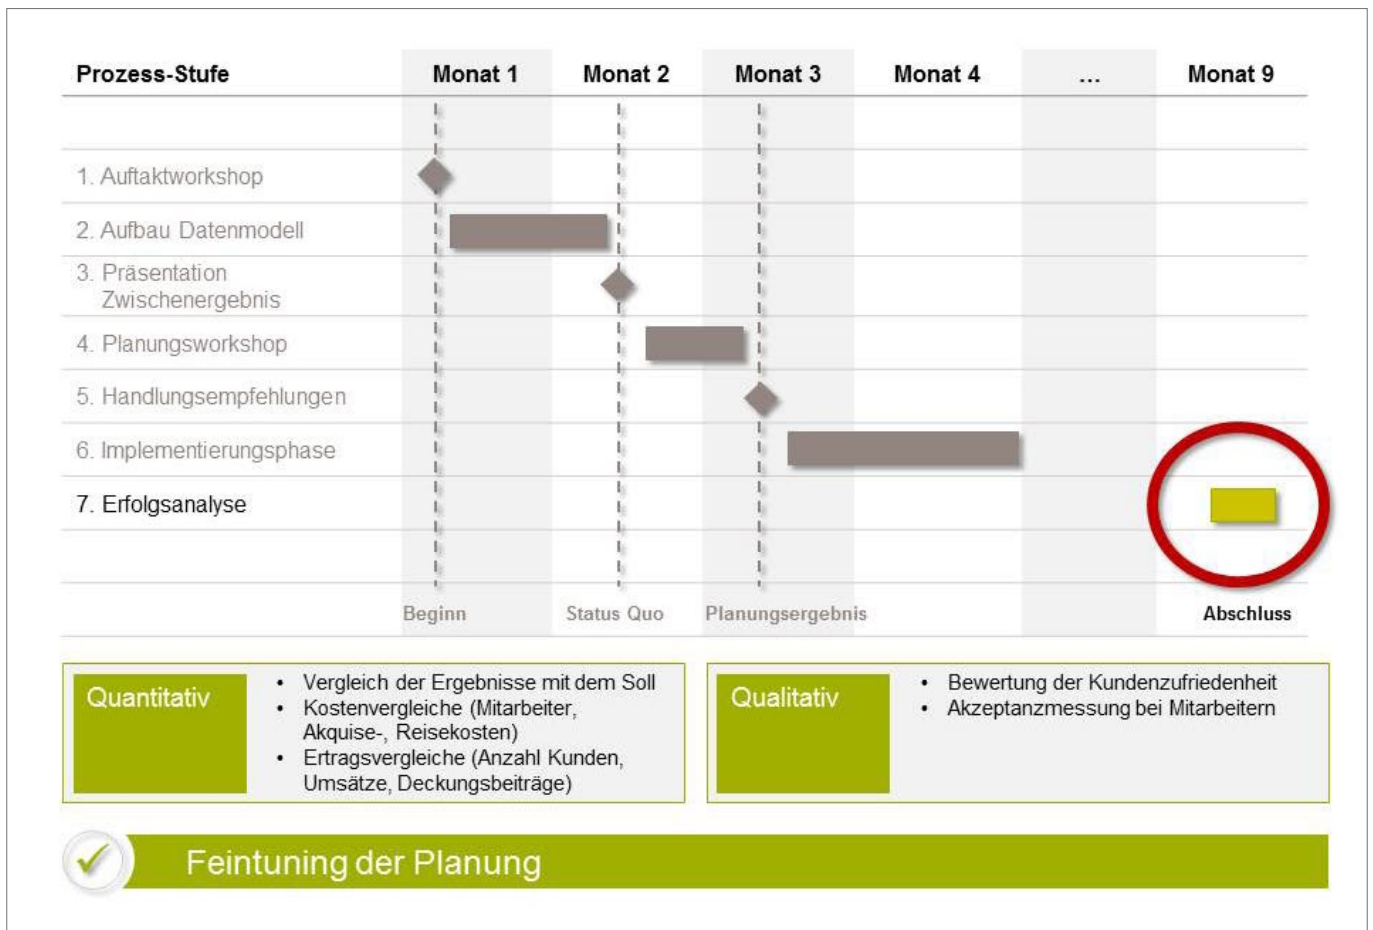 Prozess-Stufe Monat 1 Monat 2 Monat 3 Monat 4 … Monat 9
1. Auftaktworkshop
2. Aufbau Datenmodell
3. Präsentation
Zwischenergebnis
4. Planungsworkshop
5. Handlungsempfehlungen
6. Implementierungsphase
7. Erfolgsanalyse
Beginn Status Quo Planungsergebnis Abschluss
Quantitativ
• Vergleich der Ergebnisse mit dem Soll
• Kostenvergleiche (Mitarbeiter,
Akquise-, Reisekosten)
• Ertragsvergleiche (Anzahl Kunden,
Umsätze, Deckungsbeiträge)
Qualitativ
• Bewertung der Kundenzufriedenheit
• Akzeptanzmessung bei Mitarbeitern
Feintuning der Planung